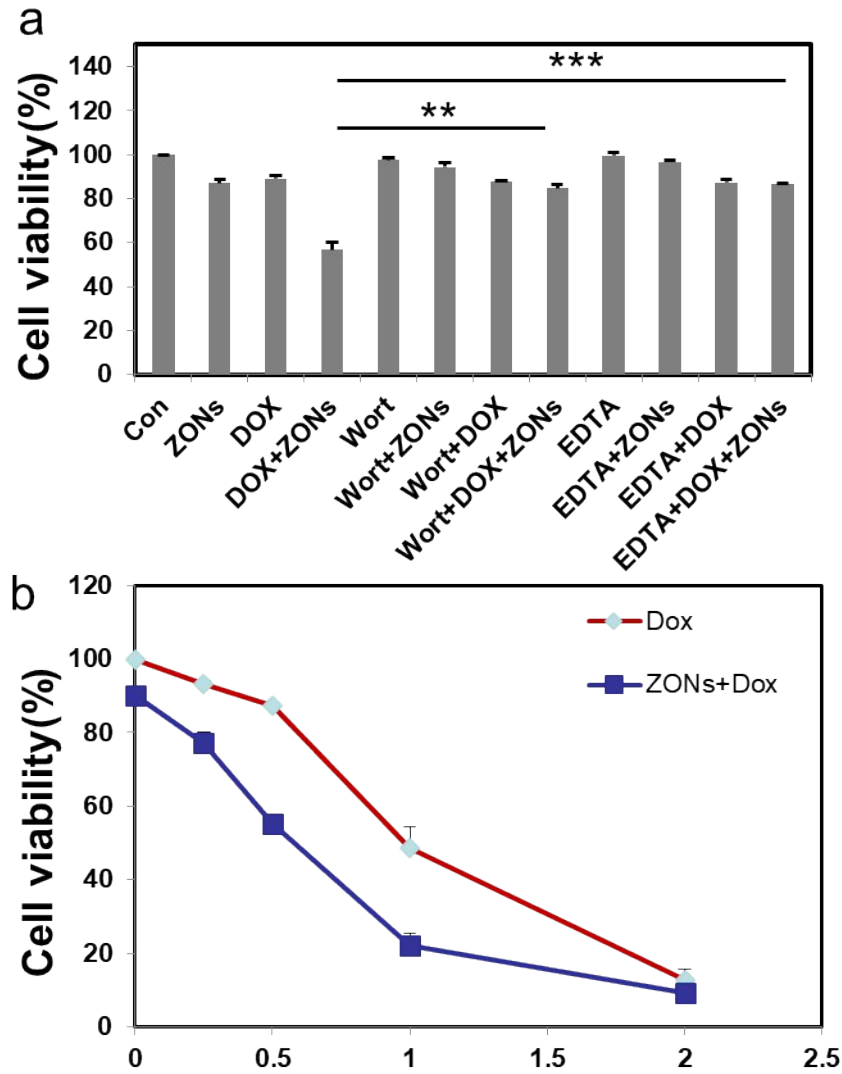 a
Cell viability(%)
140
120
100
80
60
40
20
0
***
**
Con
ZONs
DOX
DOX+ZONs
Wort
Wort+ZONs
Wort+DOX
Wort+DOX+ZONs
EDTA
EDTA+ZONs
EDTA+DOX
EDTA+DOX+ZONs
b
Cell viability(%)
120
100
80
60
40
20
0
Dox
ZONs+Dox
0 0.5 1 1.5 2 2.5